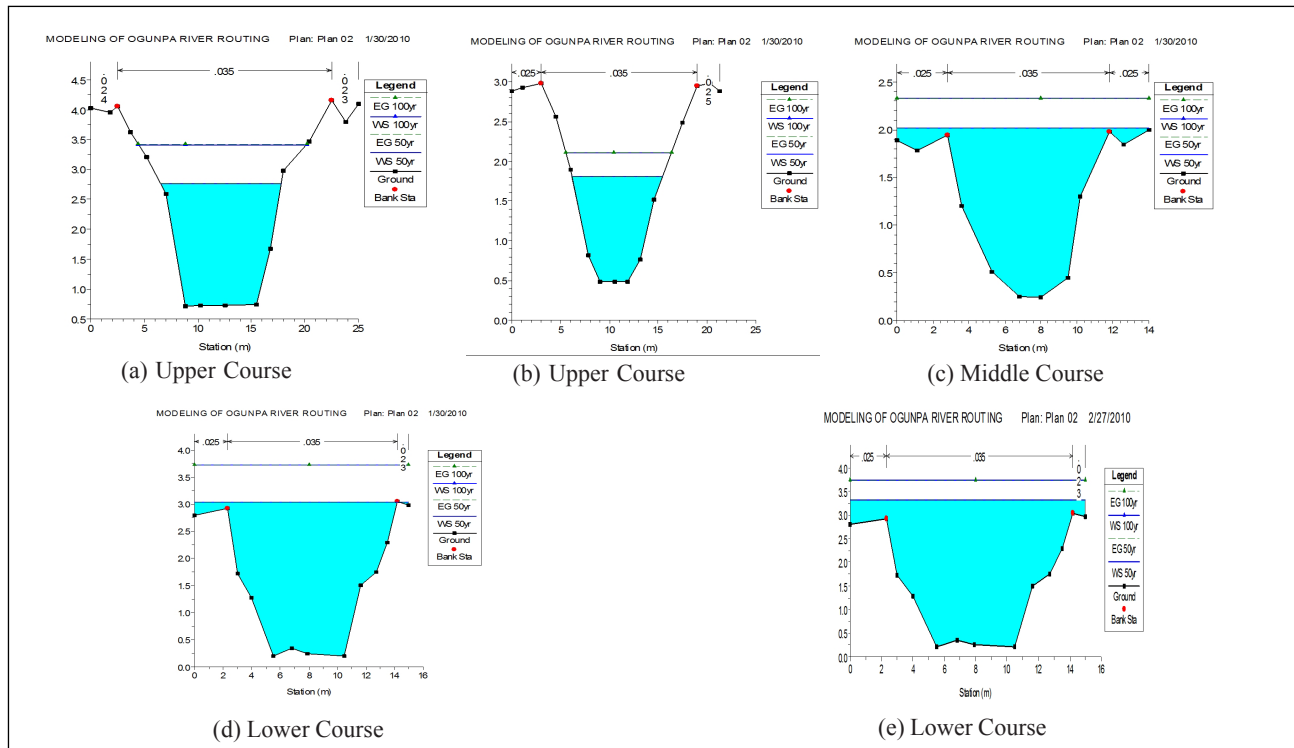 MODELING OF OGUNPA RIVER ROUTING Plan: Plan 02 1/30/2010
.024
.035
.023
4.5
4.0
3.5
3.0
2.5
2.0
1.5
1.0
0.5
0 5 10 15 20 25
Station (m)
Legend
EG 100yr
WS 100yr
EG 50yr
WS 50yr
Ground
Bank Sta
(a) Upper Course
MODELING OF OGUNPA RIVER ROUTING Plan: Plan 02 1/30/2010
.025 .035
.025
3.5
3.0
2.5
2.0
1.5
1.0
0.5
0.0
0 5 10 15 20 25
Station (m)
Legend
EG 100yr
WS 100yr
EG 50yr
WS 50yr
Ground
Bank Sta
(b) Upper Course
MODELING OF OGUNPA RIVER ROUTING Plan: Plan 02 1/30/2010
.025 .035 .025
2.5
2.0
1.5
1.0
0.5
0.0
0 2 4 6 8 10 12 14
Station (m)
Legend
EG 100yr
WS 100yr
EG 50yr
WS 50yr
Ground
Bank Sta
(c) Middle Course
MODELING OF OGUNPA RIVER ROUTING Plan: Plan 02 1/30/2010
.025 .035
.023
4.0
3.5
3.0
2.5
2.0
1.5
1.0
0.5
0.0
0 2 4 6 8 10 12 14 16
Station (m)
Legend
EG 100yr
WS 100yr
EG 50yr
WS 50yr
Ground
Bank Sta
(d) Lower Course
MODELING OF OGUNPA RIVER ROUTING Plan: Plan 02 2/27/2010
.025 .035
.023
4.0
3.5
3.0
2.5
2.0
1.5
1.0
0.5
0.0
0 2 4 6 8 10 12 14 16
Station (m)
Legend
EG 100yr
WS 100yr
EG 50yr
WS 50yr
Ground
Bank Sta
(e) Lower Course